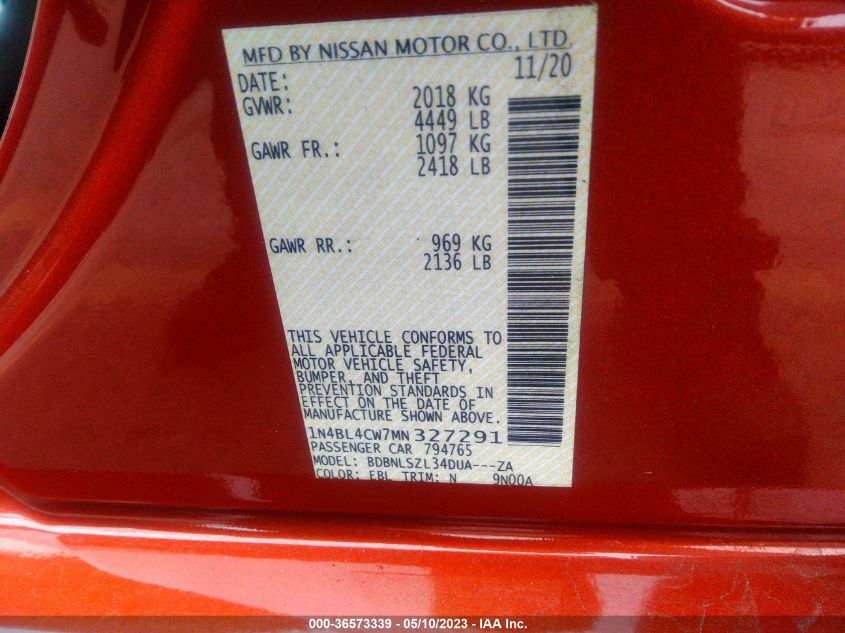 MFD BY NISSAN MOTOR CO., LTD.
DATE: 11/20
GVWR: 2018 KG
4449 LB
GAWR FR.: 1097 KG
2418 LB
GAWR RR.: 969 KG
2136 LB
THIS VEHICLE CONFORMS TO
ALL APPLICABLE FEDERAL
MOTOR VEHICLE SAFETY,
BUMPER, AND THEFT
PREVENTION STANDARDS IN
EFFECT ON THE DATE OF
MANUFACTURE SHOWN ABOVE.
1N4BL4CW7MN327291
PASSENGER CAR 794765
MODEL: BDBNLSZL34DUA---ZA
COLOR: EBL TRIM: N 9N00A
000-36573339 — 05/10/2023 — IAA Inc.